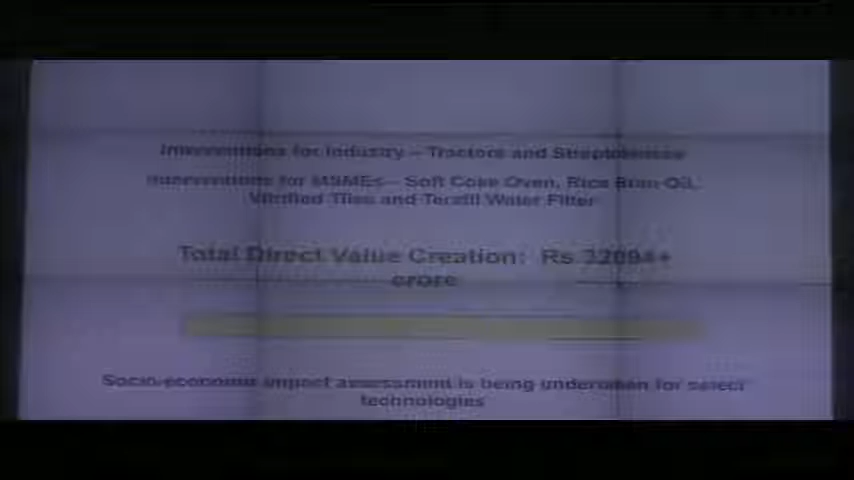 Interventions for Industry – Tractors and Streptokinase
Interventions for MSMEs – Soft Coke Oven, Rice Bran Oil,
Vitrified Tiles and Terafil Water Filter
Total Direct Value Creation: Rs
crore
Socio-economic impact assessment is being undertaken for select
technologies